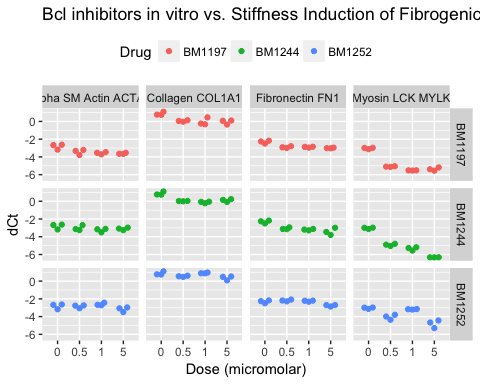 Bcl inhibitors in vitro vs. Stiffness Induction of Fibrogenic
Drug BM1197 BM1244 BM1252
SM Actin Collagen COL1A1 Fibronectin FN1 Myosin LCK MYLK
BM1197
0
-2
-4
-6
BM1244
0
-2
-4
-6
BM1252
0
-2
-4
-6
dCt
0 0.5 1 5 0 0.5 1 5 0 0.5 1 5 0 0.5 1 5
Dose (micromolar)